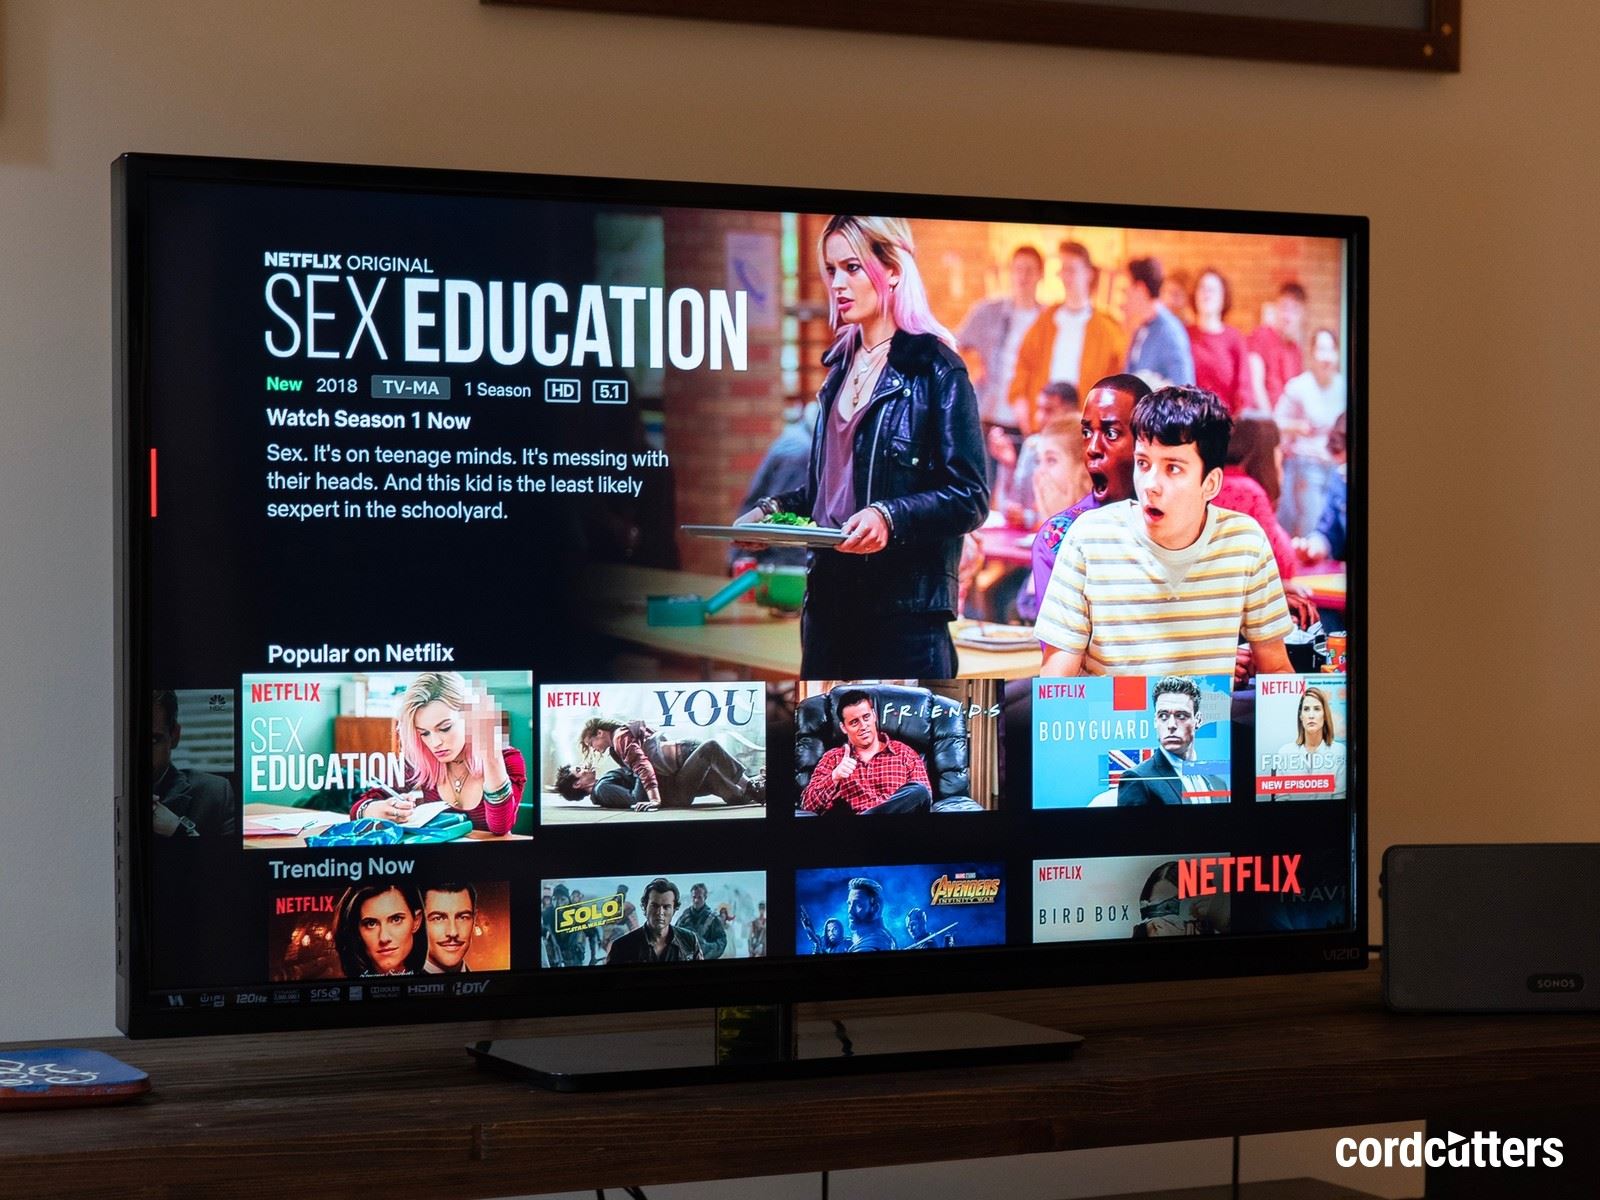 NETFLIX ORIGINAL
SEX EDUCATION
New 2018 TV-MA 1 Season HD 5.1
Watch Season 1 Now
Sex. It's on teenage minds. It's messing with
their heads. And this kid is the least likely
sexpert in the schoolyard.
Popular on Netflix
NBC
NETFLIX
SEX
EDUCATION
NETFLIX
YOU
F·R·I·E·N·D·S
NETFLIX
BODYGUARD
NETFLIX
FRIENDS
NEW EPISODES
Trending Now
NETFLIX
SOLO
STAR WARS
AVENGERS
INFINITY WAR
NETFLIX
BIRD BOX
NETFLIX
VIZIO
120Hz
SRS
HDMI
HDTV
SONOS
cordcutters